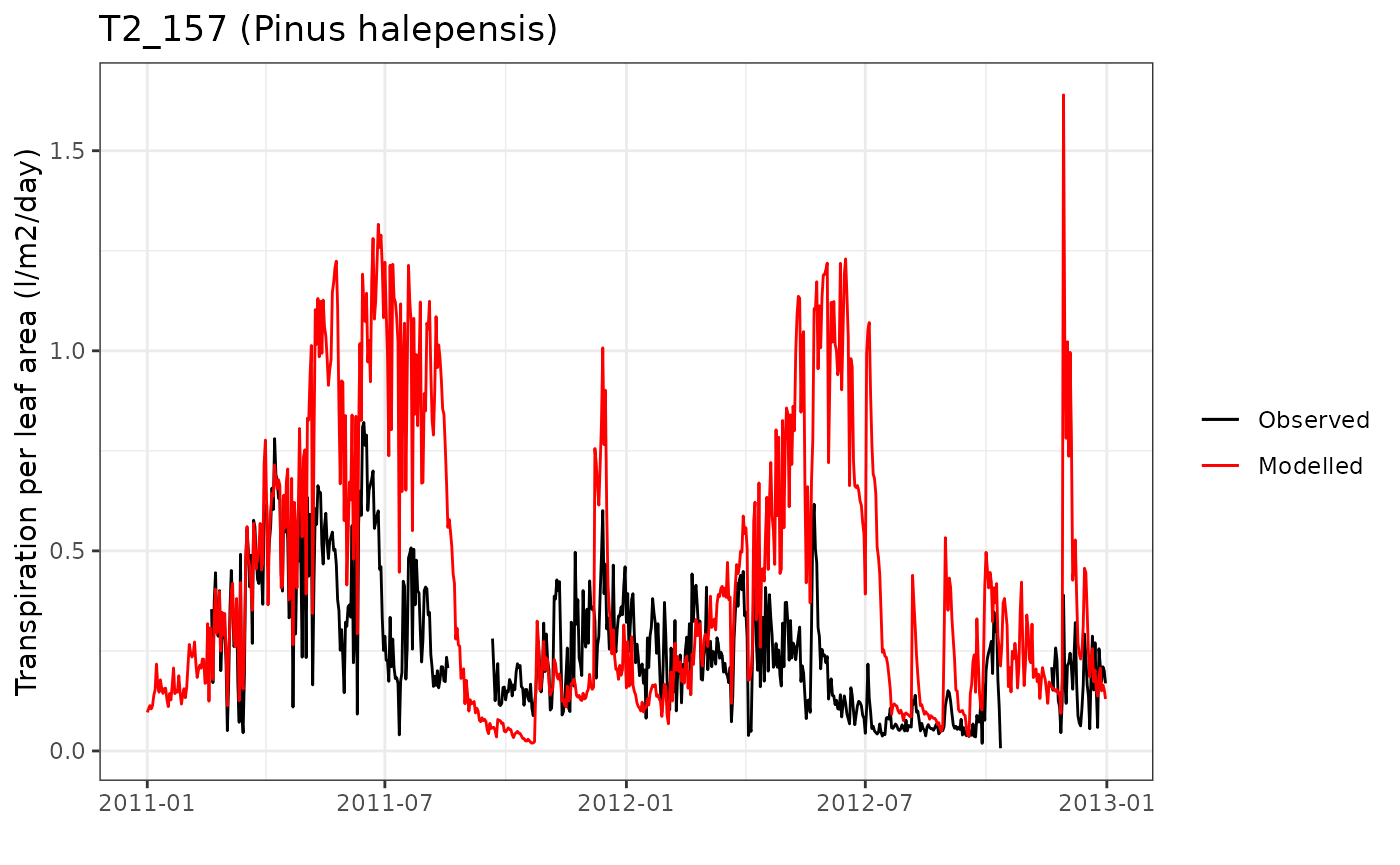 T2_157 (Pinus halepensis)
Transpiration per leaf area (l/m2/day)
1.5
1.0
0.5
0.0
2011-01
2011-07
2012-01
2012-07
2013-01
Observed
Modelled